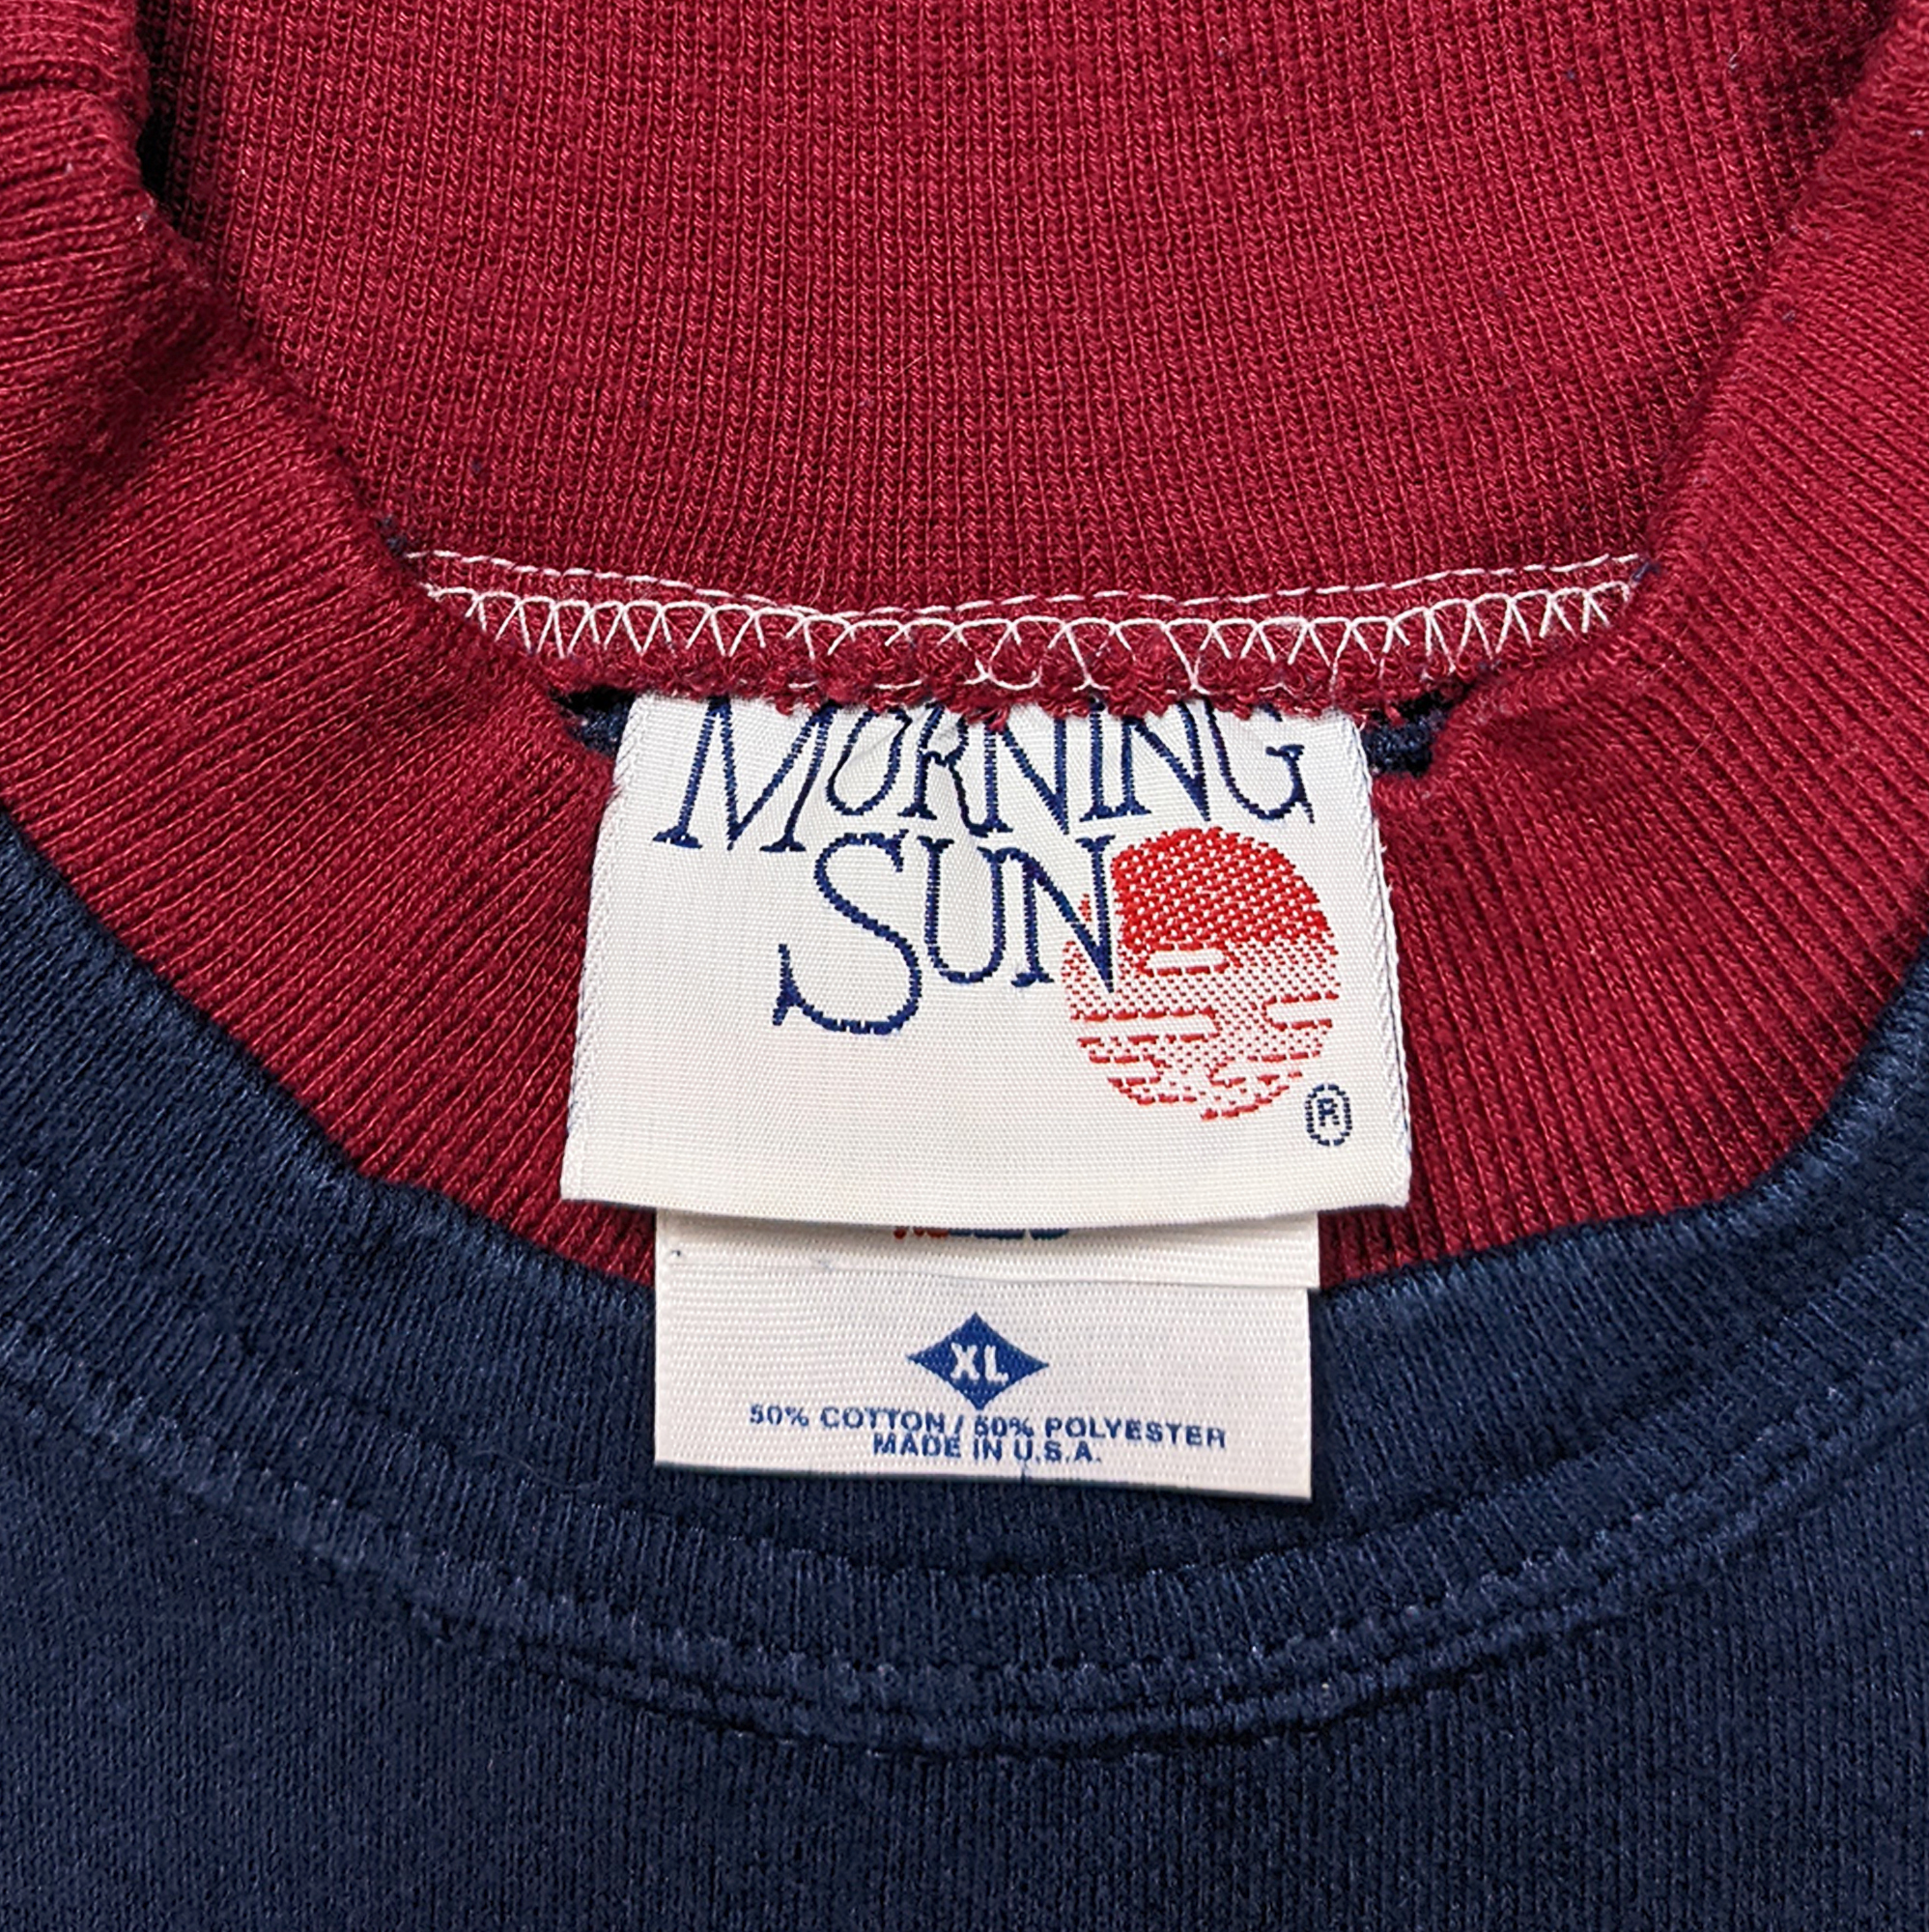 MORNING
SUN
®
XL
50% COTTON / 50% POLYESTER
MADE IN U.S.A.